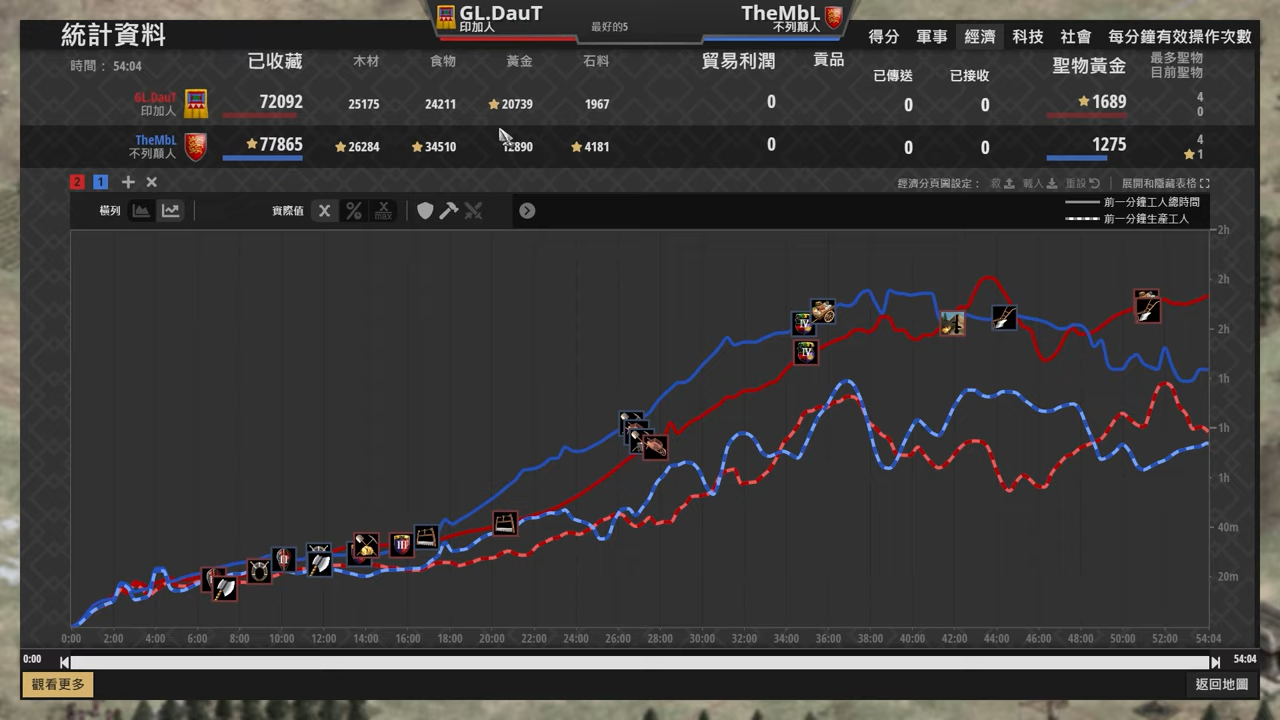 GL.DauT
印加人
最好的5
TheMbL
不列顛人
統計資料
得分 軍事 經濟 科技 社會 每分鐘有效操作次數
時間： 54:04
已收藏 木材 食物 黃金 石料 貿易利潤 貢品 已傳送 已接收 聖物黃金 最多聖物
目前聖物
GL.DauT
印加人
72092 25175 24211 20739 1967 0 0 0 1689 4
0
TheMbL
不列顛人
77865 26284 34510 12890 4181 0 0 0 1275 4
1
2 1
經濟分頁圖設定： 救 載入 重設 展開和隱藏表格
橫列 實際值 X % X
max
前一分鐘工人總時間
前一分鐘生產工人
2h
2h
2h
1h
1h
1h
40m
20m
0:00 2:00 4:00 6:00 8:00 10:00 12:00 14:00 16:00 18:00 20:00 22:00 24:00 26:00 28:00 30:00 32:00 34:00 36:00 38:00 40:00 42:00 44:00 46:00 48:00 50:00 52:00 54:04
0:00 54:04
觀看更多 返回地圖